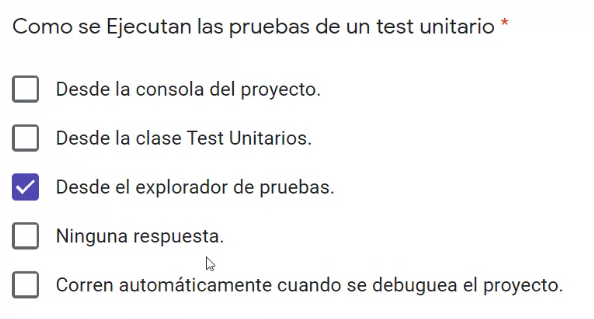 Como se Ejecutan las pruebas de un test unitario *
Desde la consola del proyecto.
Desde la clase Test Unitarios.
Desde el explorador de pruebas.
Ninguna respuesta.
Corren automáticamente cuando se debuguea el proyecto.